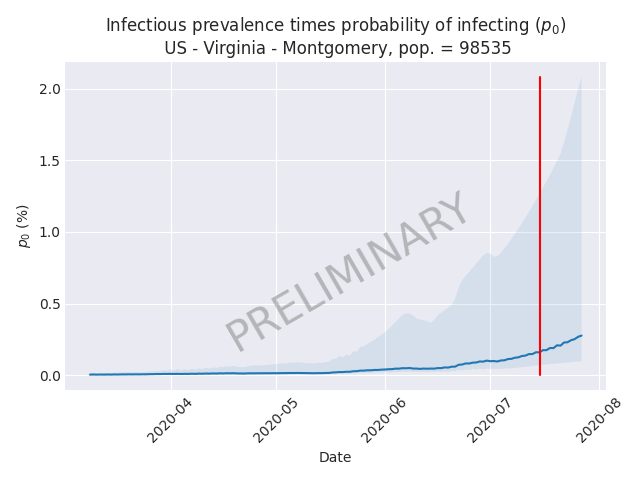 Infectious prevalence times probability of infecting (p₀)
US - Virginia - Montgomery, pop. = 98535
2.0
1.5
1.0
0.5
0.0
p₀ (%)
PRELIMINARY
2020-04
2020-05
2020-06
2020-07
2020-08
Date